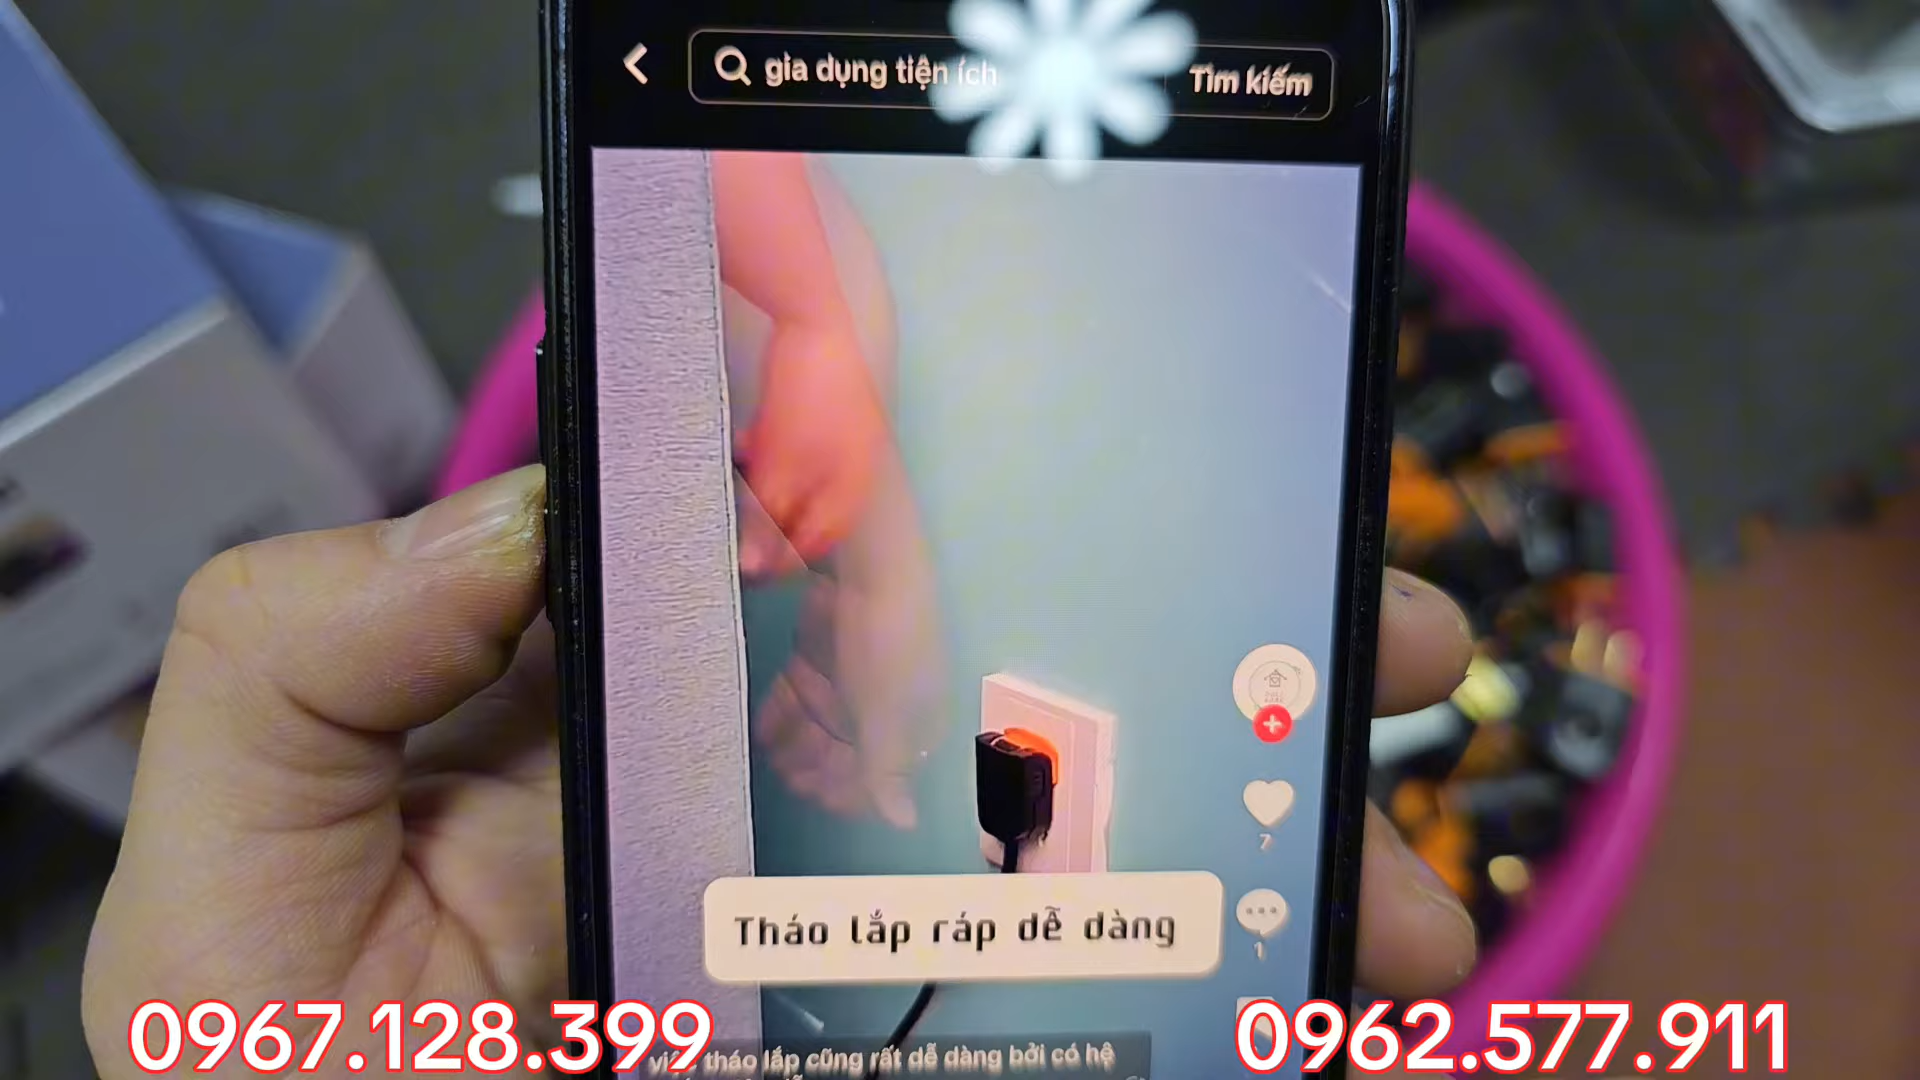 gia dụng tiện ích
Tìm kiếm
7
Tháo lắp ráp dễ dàng
1
việc tháo lắp cũng rất dễ dàng bởi có hệ
0967.128.399
0962.577.911